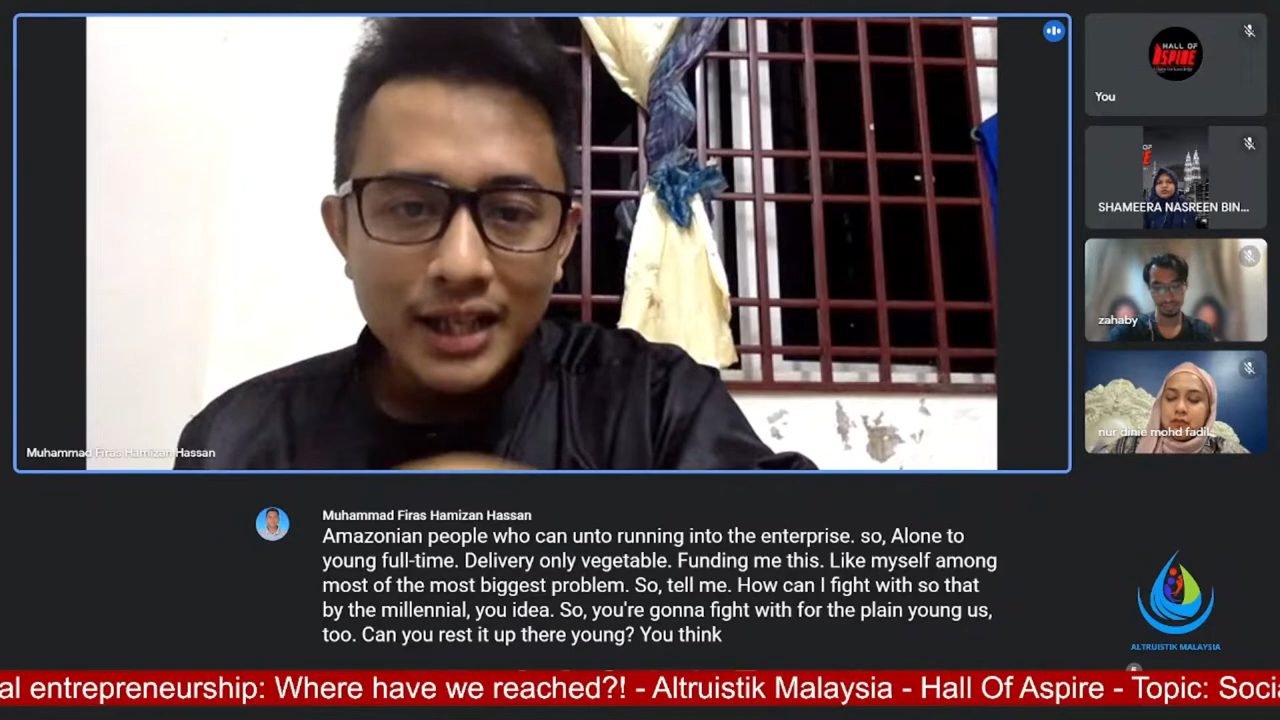 HALL OF
ASPIRE
You
SHAMEERA NASREEN BIN...
zahaby
nur dinie mohd fadil...
Muhammad Firas Hamizan Hassan
Muhammad Firas Hamizan Hassan
Amazonian people who can unto running into the enterprise. so, Alone to
young full-time. Delivery only vegetable. Funding me this. Like myself among
most of the most biggest problem. So, tell me. How can I fight with so that
by the millennial, you idea. So, you're gonna fight with for the plain young us,
too. Can you rest it up there young? You think
ALTRUISTIK MALAYSIA
al entrepreneurship: Where have we reached?! - Altruistik Malaysia - Hall Of Aspire - Topic: Socia